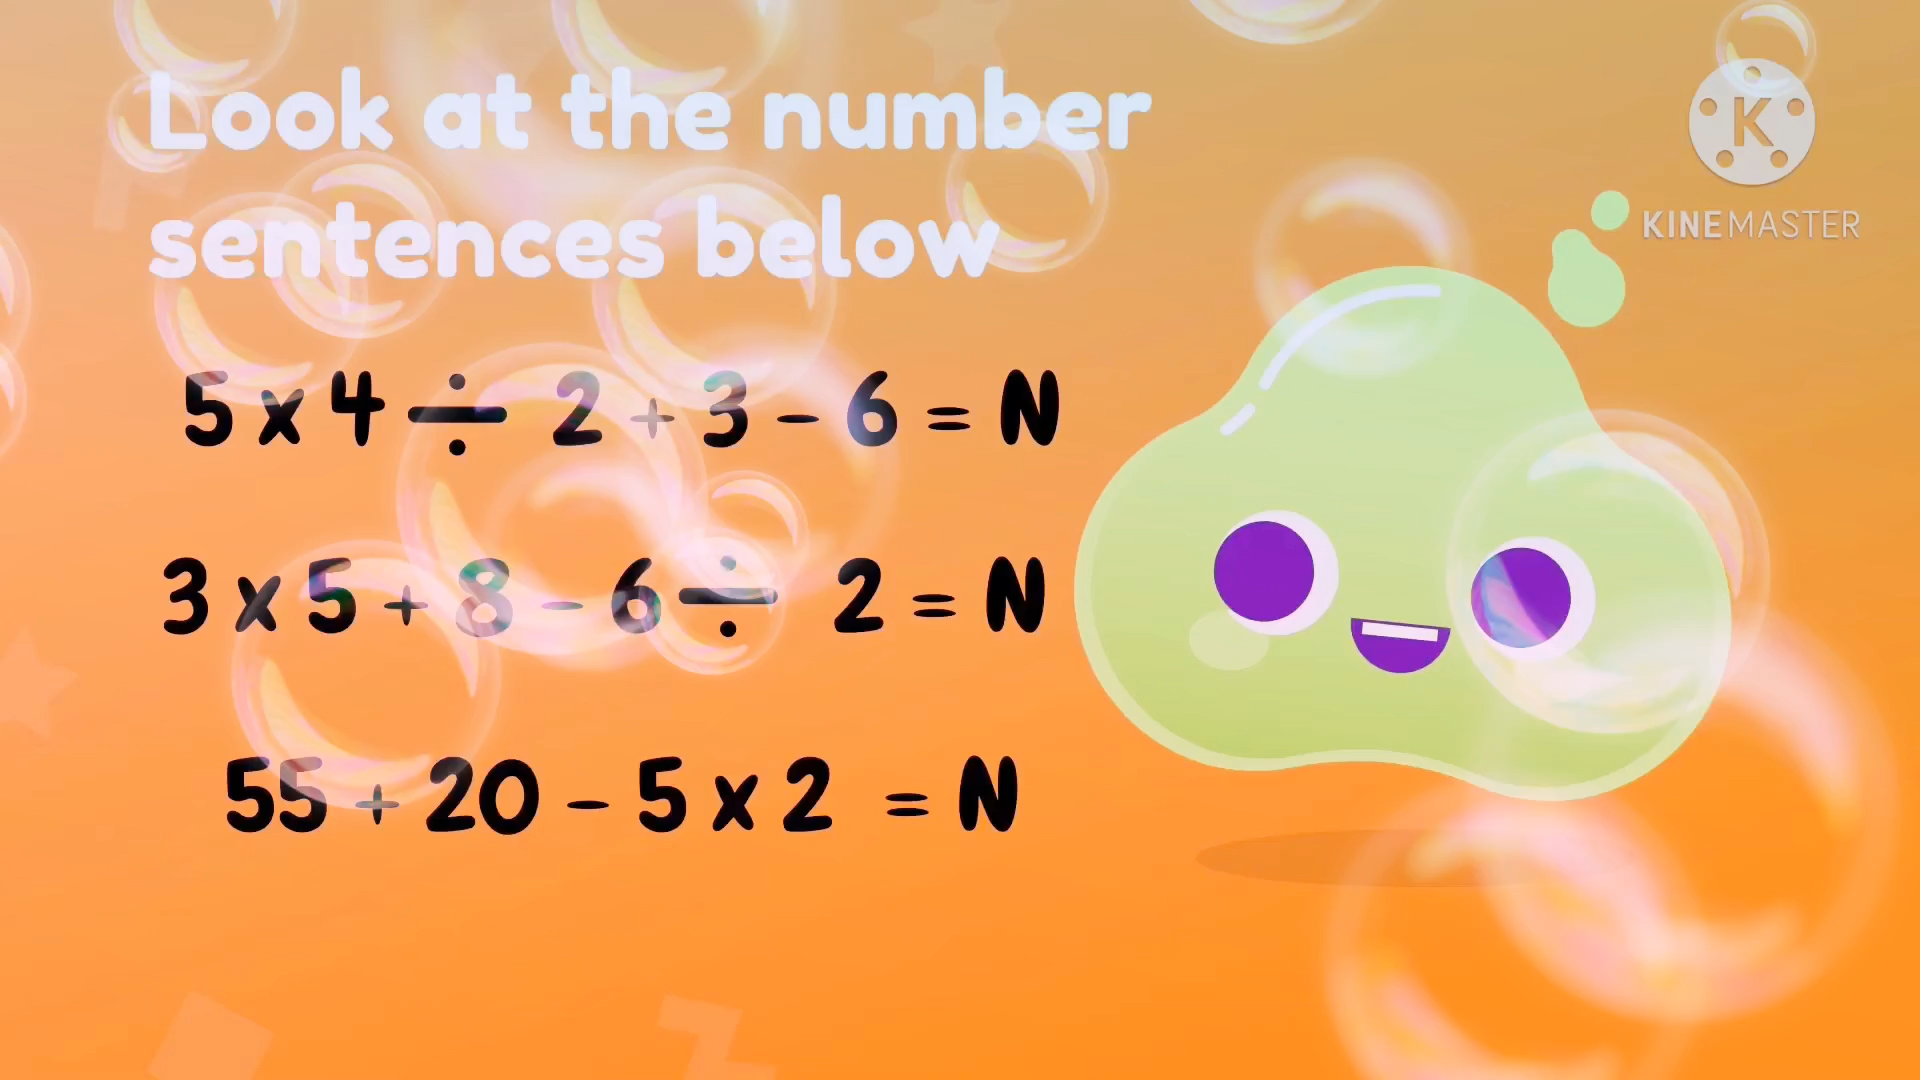 Look at the number
sentences below
5 x 4 ÷ 2 + 3 - 6 = N
3 x 5 + 8 - 6 ÷ 2 = N
55 + 20 - 5 x 2 = N
K
KINEMASTER